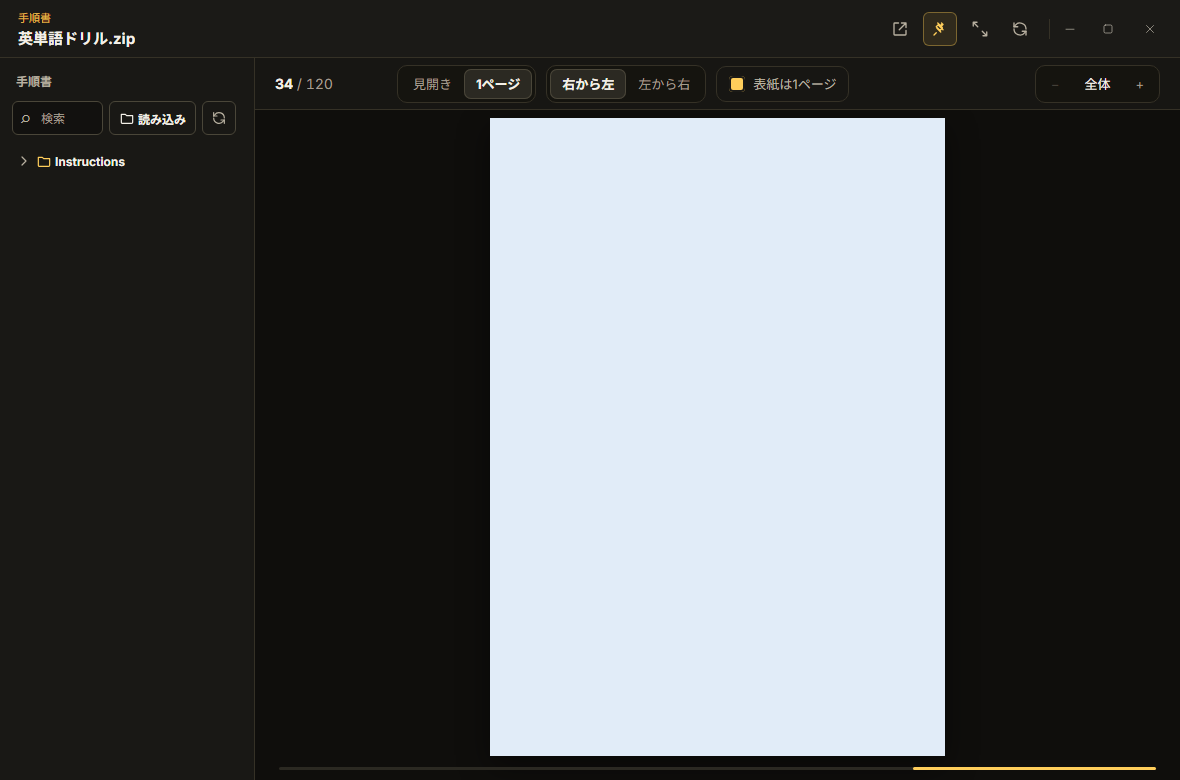 手順書
英単語ドリル.zip
手順書
検索
読み込み
Instructions
34 / 120
見開き
1ページ
右から左
左から右
表紙は1ページ
− 全体 +